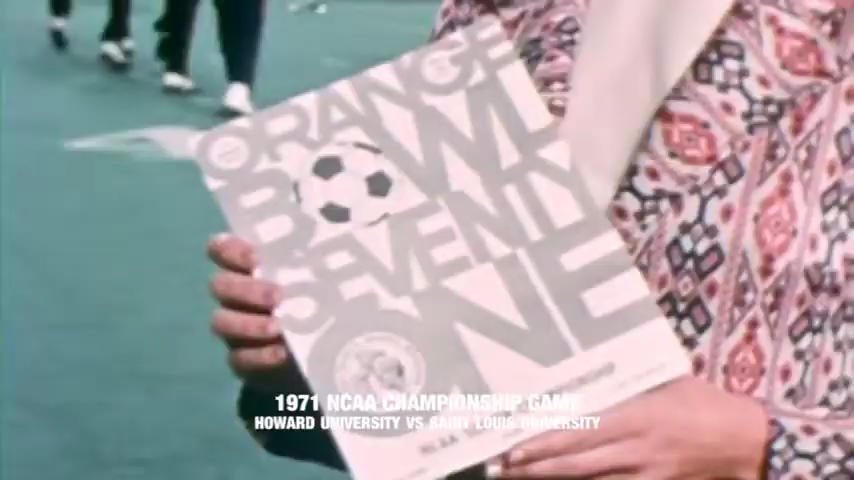 ORANGE
BOWL
SEVENTY
ONE
1971 NCAA CHAMPIONSHIP GAME
HOWARD UNIVERSITY VS SAINT LOUIS UNIVERSITY